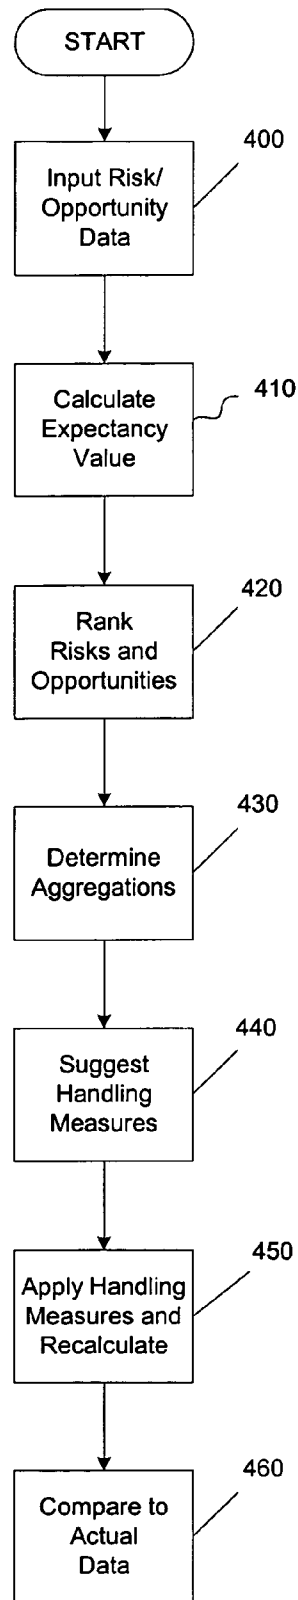 START
400
Input Risk/
Opportunity
Data
410
Calculate
Expectancy
Value
420
Rank
Risks and
Opportunities
430
Determine
Aggregations
440
Suggest
Handling
Measures
450
Apply Handling
Measures and
Recalculate
460
Compare to
Actual
Data